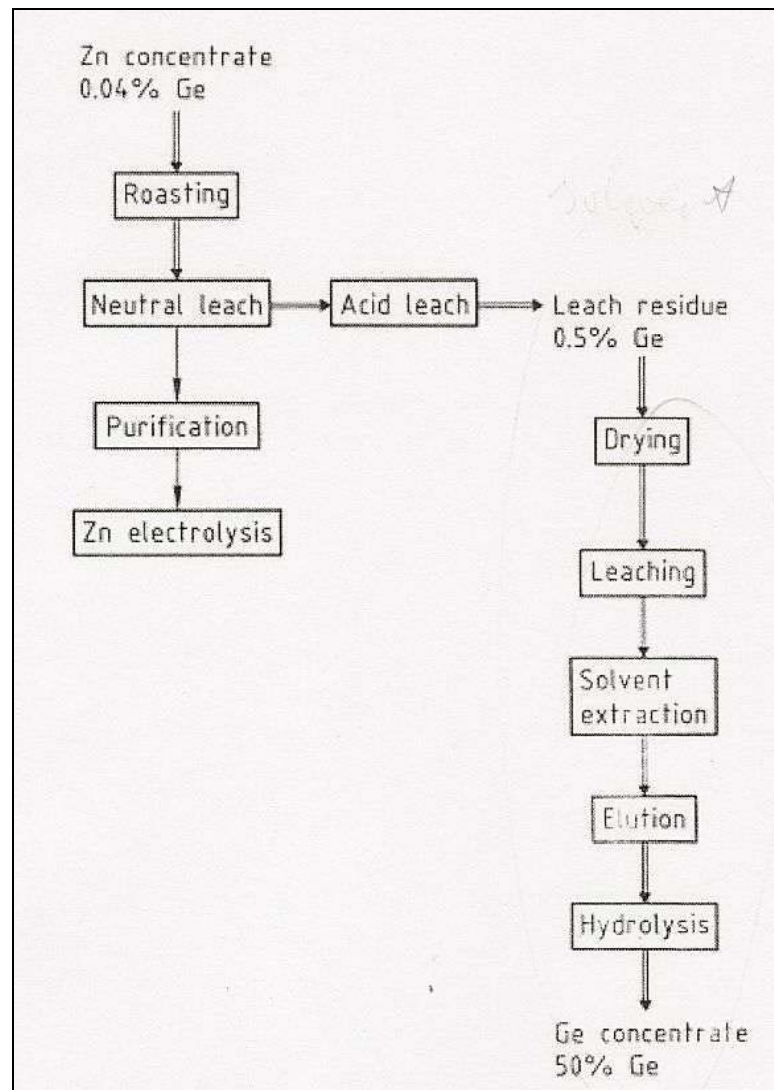 Zn concentrate
0.04% Ge
Roasting
Neutral leach
Acid leach
Leach residue
0.5% Ge
Purification
Zn electrolysis
Drying
Leaching
Solvent
extraction
Elution
Hydrolysis
Ge concentrate
50% Ge